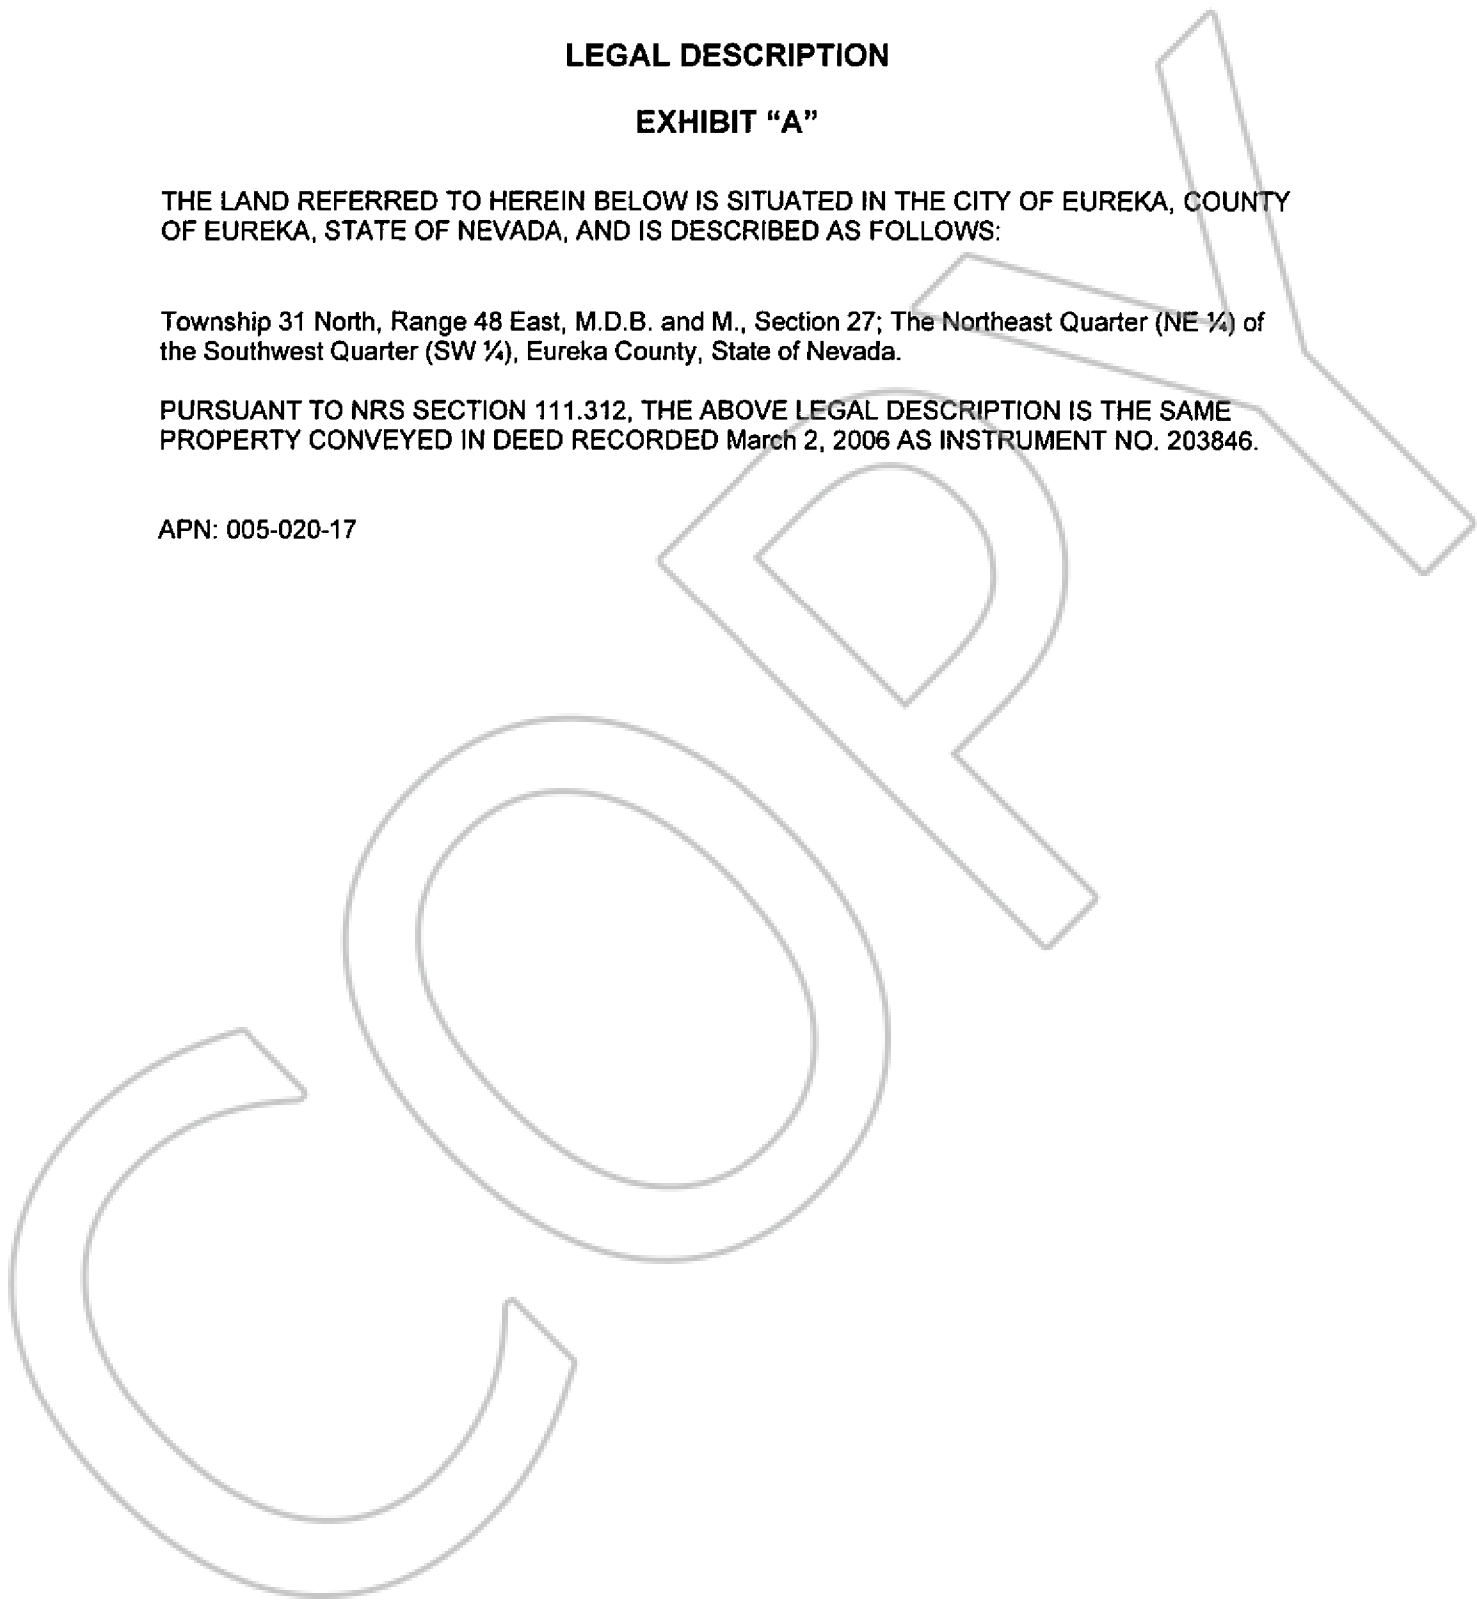 LEGAL DESCRIPTION
EXHIBIT “A”
THE LAND REFERRED TO HEREIN BELOW IS SITUATED IN THE CITY OF EUREKA, COUNTY
OF EUREKA, STATE OF NEVADA, AND IS DESCRIBED AS FOLLOWS:
Township 31 North, Range 48 East, M.D.B. and M., Section 27; The Northeast Quarter (NE ¼) of
the Southwest Quarter (SW ¼), Eureka County, State of Nevada.
PURSUANT TO NRS SECTION 111.312, THE ABOVE LEGAL DESCRIPTION IS THE SAME
PROPERTY CONVEYED IN DEED RECORDED March 2, 2006 AS INSTRUMENT NO. 203846.
APN: 005-020-17
COPY